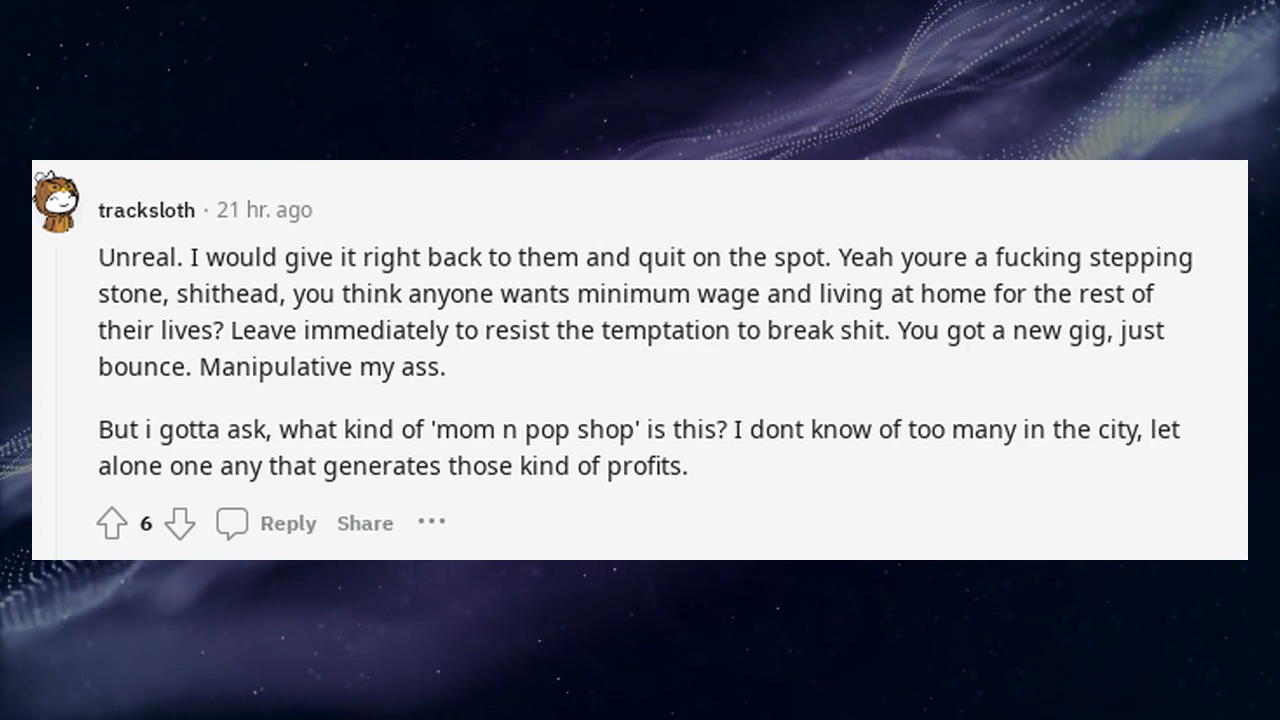 tracksloth · 21 hr. ago
Unreal. I would give it right back to them and quit on the spot. Yeah youre a fucking stepping
stone, shithead, you think anyone wants minimum wage and living at home for the rest of
their lives? Leave immediately to resist the temptation to break shit. You got a new gig, just
bounce. Manipulative my ass.
But i gotta ask, what kind of 'mom n pop shop' is this? I dont know of too many in the city, let
alone one any that generates those kind of profits.
6 Reply Share ···